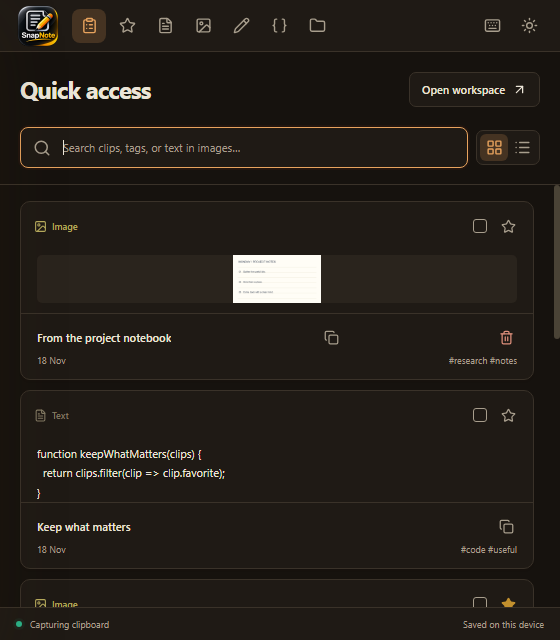 SnapNote
Quick access
Open workspace
Search clips, tags, or text in images...
Image
From the project notebook
18 Nov
#research #notes
Text
function keepWhatMatters(clips) {
return clips.filter(clip => clip.favorite);
}
Keep what matters
18 Nov
#code #useful
Image
Capturing clipboard
Saved on this device